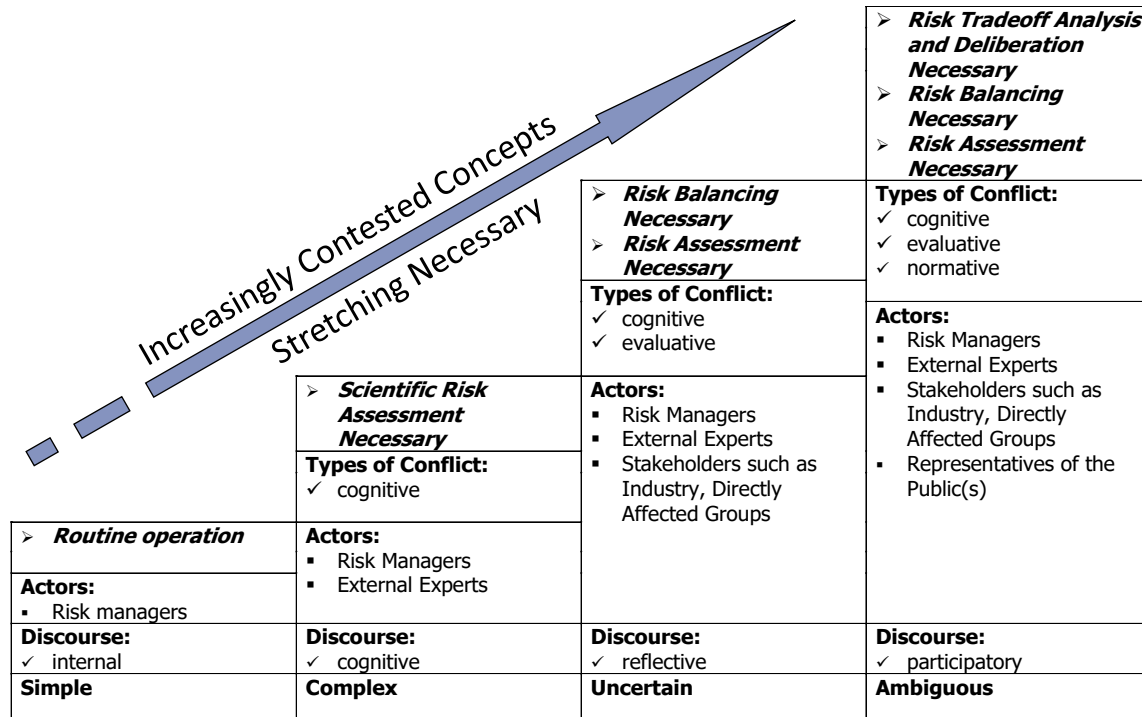 Increasingly Contested Concepts
Stretching Necessary
➢ Routine operation
Actors:
▪ Risk managers
Discourse:
✓ internal
Simple
➢ Scientific Risk
Assessment
Necessary
Types of Conflict:
✓ cognitive
Actors:
▪ Risk Managers
▪ External Experts
Discourse:
✓ cognitive
Complex
➢ Risk Balancing
Necessary
➢ Risk Assessment
Necessary
Types of Conflict:
✓ cognitive
✓ evaluative
Actors:
▪ Risk Managers
▪ External Experts
▪ Stakeholders such as
Industry, Directly
Affected Groups
Discourse:
✓ reflective
Uncertain
➢ Risk Tradeoff Analysis
and Deliberation
Necessary
➢ Risk Balancing
Necessary
➢ Risk Assessment
Necessary
Types of Conflict:
✓ cognitive
✓ evaluative
✓ normative
Actors:
▪ Risk Managers
▪ External Experts
▪ Stakeholders such as
Industry, Directly
Affected Groups
▪ Representatives of the
Public(s)
Discourse:
✓ participatory
Ambiguous